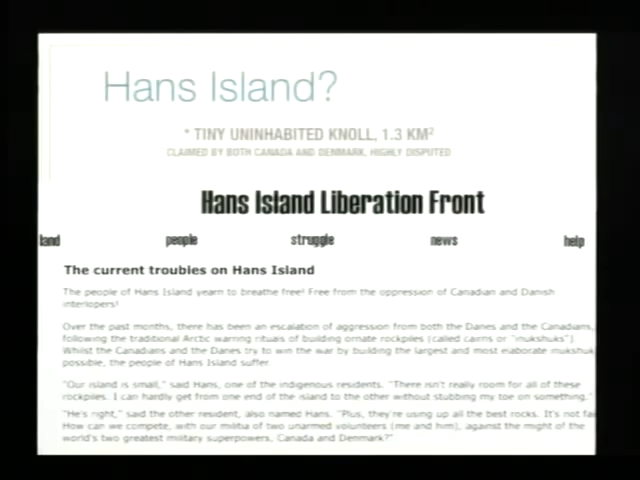 Hans Island?
* TINY UNINHABITED KNOLL, 1.3 KM²
CLAIMED BY BOTH CANADA AND DENMARK, HIGHLY DISPUTED
Hans Island Liberation Front
land people struggle news help
The current troubles on Hans Island
The people of Hans Island yearn to breathe free! Free from the oppression of Canadian and Danish
interlopers!
Over the past months, there has been an escalation of aggression from both the Danes and the Canadians,
following the traditional Arctic warring rituals of building ornate rockpiles (called cairns or "inukshuks").
Whilst the Canadians and the Danes try to win the war by building the largest and most elaborate inukshuk
possible, the people of Hans Island suffer.
"Our island is small," said Hans, one of the indigenous residents. "There isn't really room for all of these
rockpiles. I can hardly get from one end of the island to the other without stubbing my toe on something."
"He's right," said the other resident, also named Hans. "Plus, they're using up all the best rocks. It's not fa
How can we compete, with our militia of two unarmed volunteers (me and him), against the might of the
world's two greatest military superpowers, Canada and Denmark?"